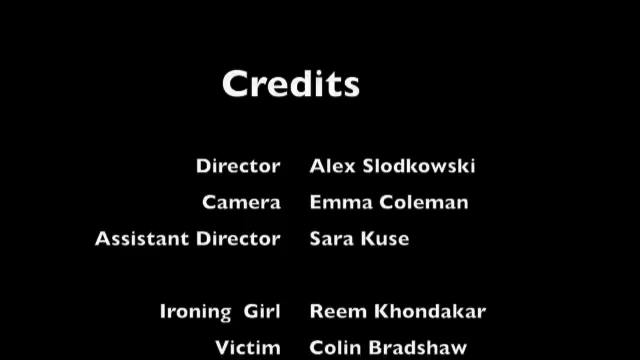 Credits
Director Alex Slodkowski
Camera Emma Coleman
Assistant Director Sara Kuse
Ironing Girl Reem Khondakar
Victim Colin Bradshaw